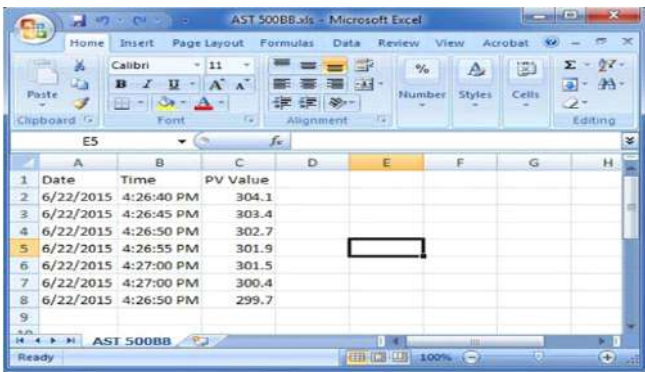 AST 500BB.xls - Microsoft Excel
Home Insert Page Layout Formulas Data Review View Acrobat
Calibri 11
Paste B I U A A % Number Styles Cells Σ
Clipboard Font Alignment Editing
E5 fx
A B C D E F G H
1 Date Time PV Value
2 6/22/2015 4:26:40 PM 304.1
3 6/22/2015 4:26:45 PM 303.4
4 6/22/2015 4:26:50 PM 302.7
5 6/22/2015 4:26:55 PM 301.9
6 6/22/2015 4:27:00 PM 301.5
7 6/22/2015 4:27:00 PM 300.4
8 6/22/2015 4:26:50 PM 299.7
9
AST 500BB
Ready 100%